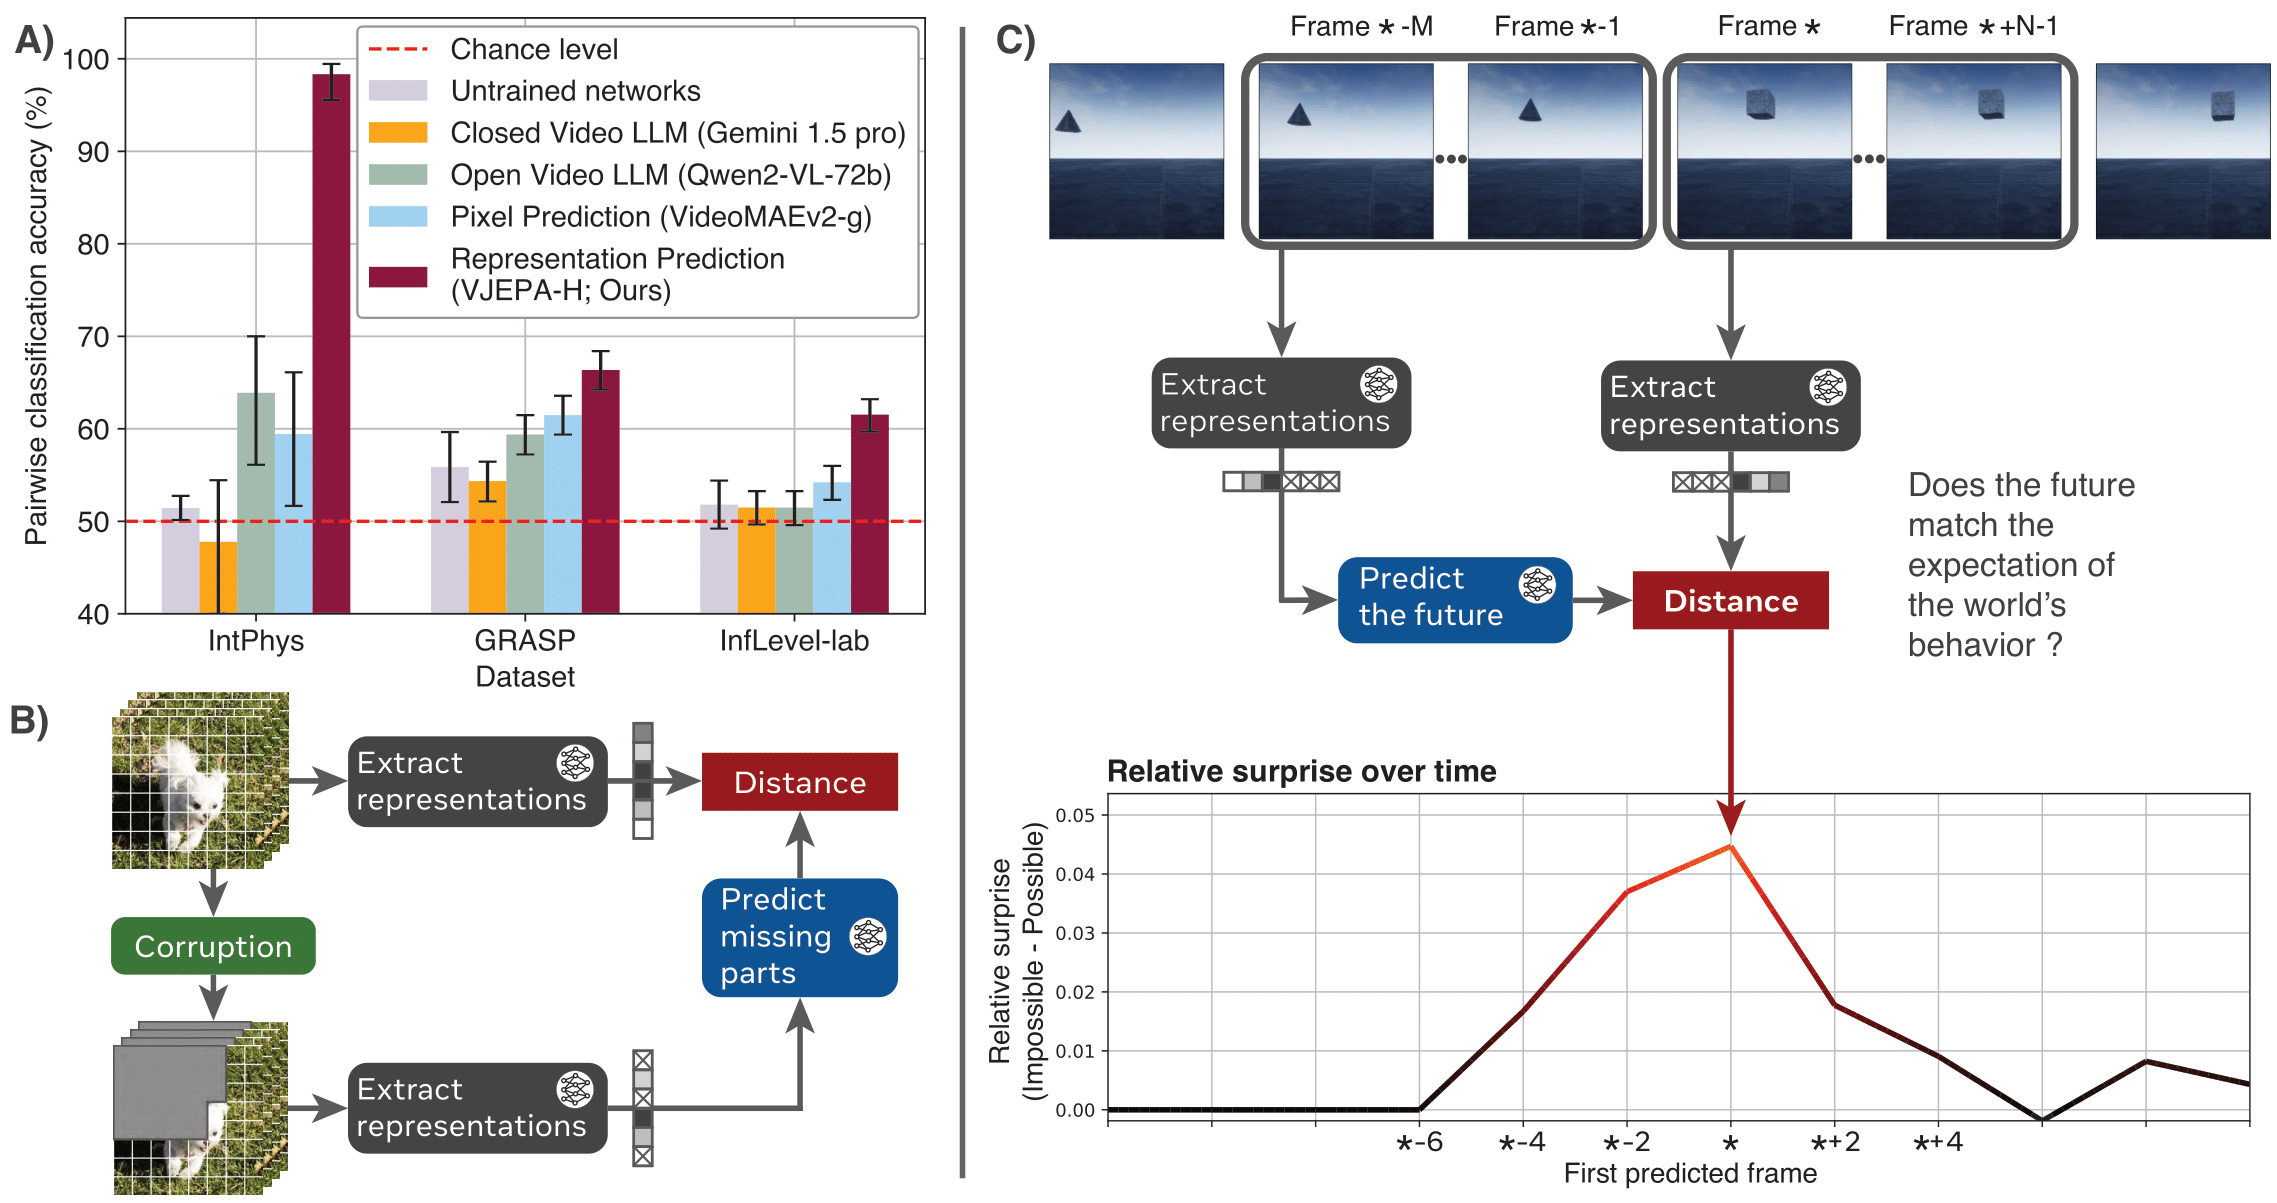 A)
Pairwise classification accuracy (%)
100
90
80
70
60
50
40
Chance level
Untrained networks
Closed Video LLM (Gemini 1.5 pro)
Open Video LLM (Qwen2-VL-72b)
Pixel Prediction (VideoMAEv2-g)
Representation Prediction
(VJEPA-H; Ours)
IntPhys
GRASP
InfLevel-lab
Dataset
B)
Extract
representations
Distance
Corruption
Predict
missing
parts
Extract
representations
C)
Frame *-M
Frame *-1
Frame *
Frame *+N-1
Extract
representations
Extract
representations
Predict
the future
Distance
Does the future
match the
expectation of
the world's
behavior ?
Relative surprise over time
Relative surprise
(Impossible - Possible)
0.05
0.04
0.03
0.02
0.01
0.00
*-6
*-4
*-2
*
*+2
*+4
First predicted frame